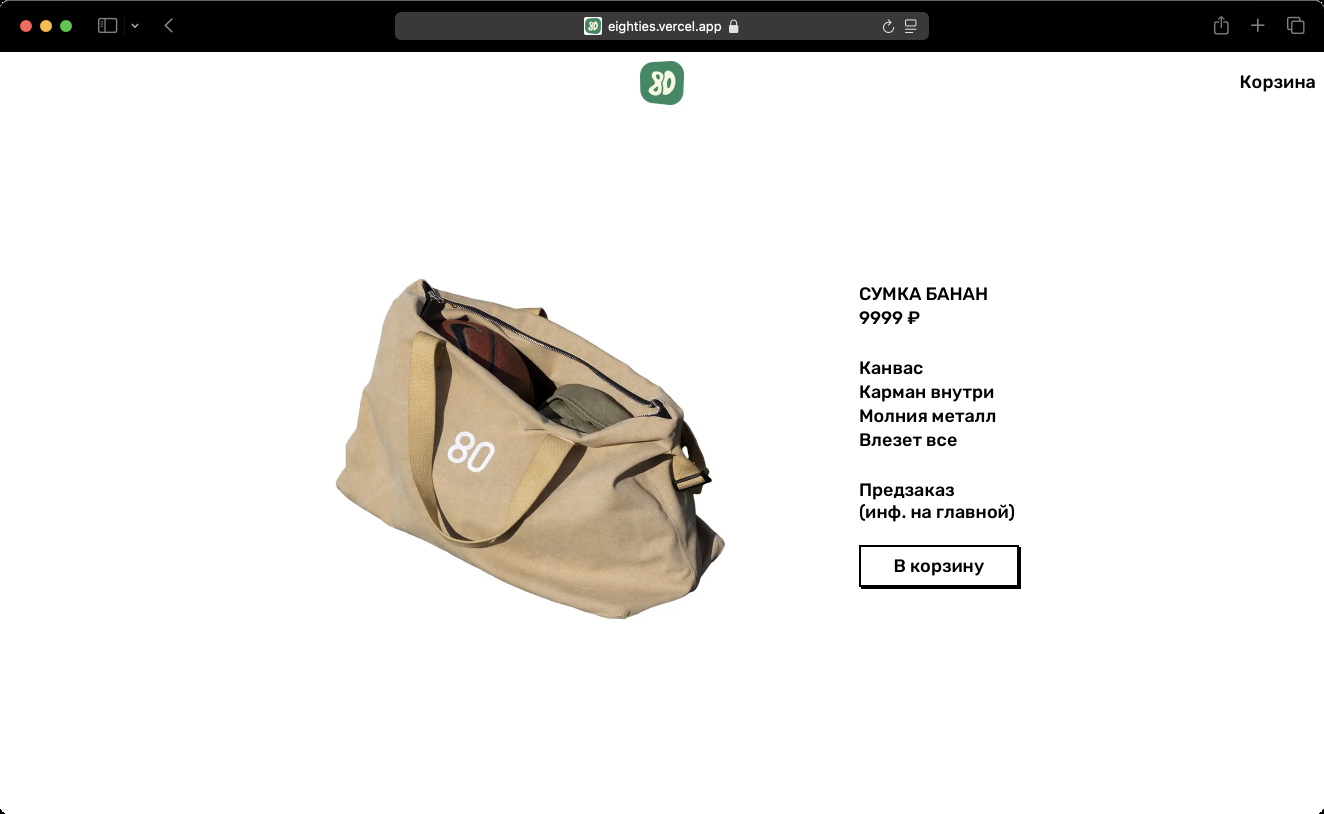 80 eighties.vercel.app
80
Корзина
80
СУМКА БАНАН
9999 ₽
Канвас
Карман внутри
Молния металл
Влезет все
Предзаказ
(инф. на главной)
В корзину